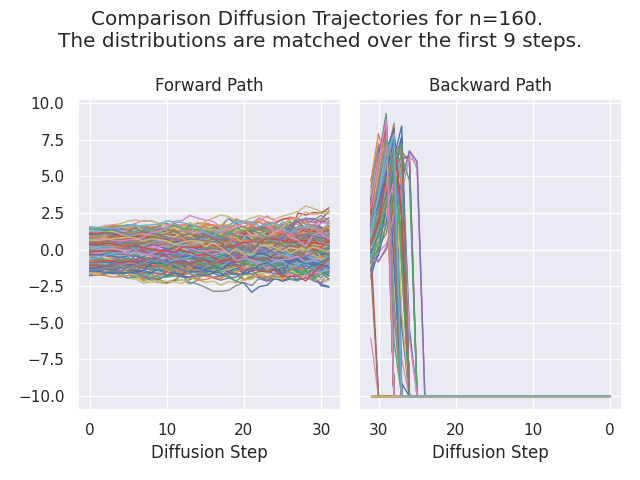 Comparison Diffusion Trajectories for n=160.
The distributions are matched over the first 9 steps.
Forward Path
Backward Path
10.0
7.5
5.0
2.5
0.0
−2.5
−5.0
−7.5
−10.0
0 10 20 30
30 20 10 0
Diffusion Step
Diffusion Step